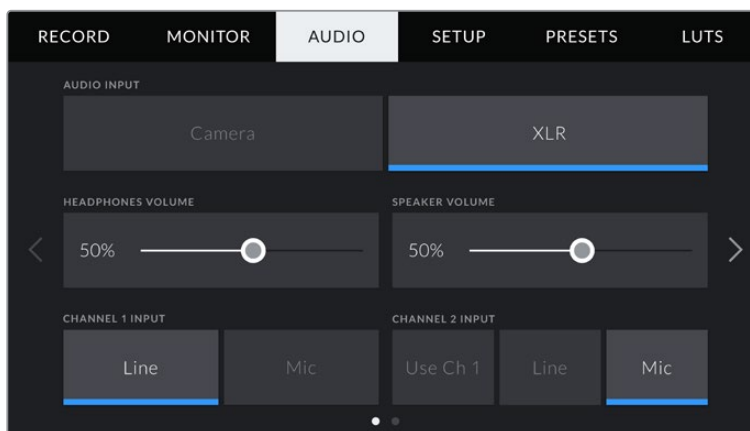 RECORD MONITOR AUDIO SETUP PRESETS LUTS
AUDIO INPUT
Camera XLR
HEADPHONES VOLUME SPEAKER VOLUME
50% 50%
CHANNEL 1 INPUT CHANNEL 2 INPUT
Line Mic Use Ch 1 Line Mic